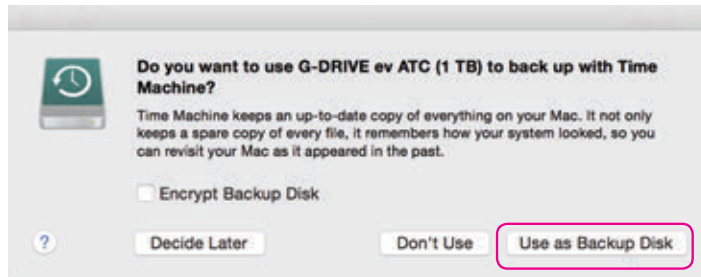 Do you want to use G-DRIVE ev ATC (1 TB) to back up with Time
Machine?
Time Machine keeps an up-to-date copy of everything on your Mac. It not only
keeps a spare copy of every file, it remembers how your system looked, so you
can revisit your Mac as it appeared in the past.
Encrypt Backup Disk
? Decide Later Don't Use Use as Backup Disk